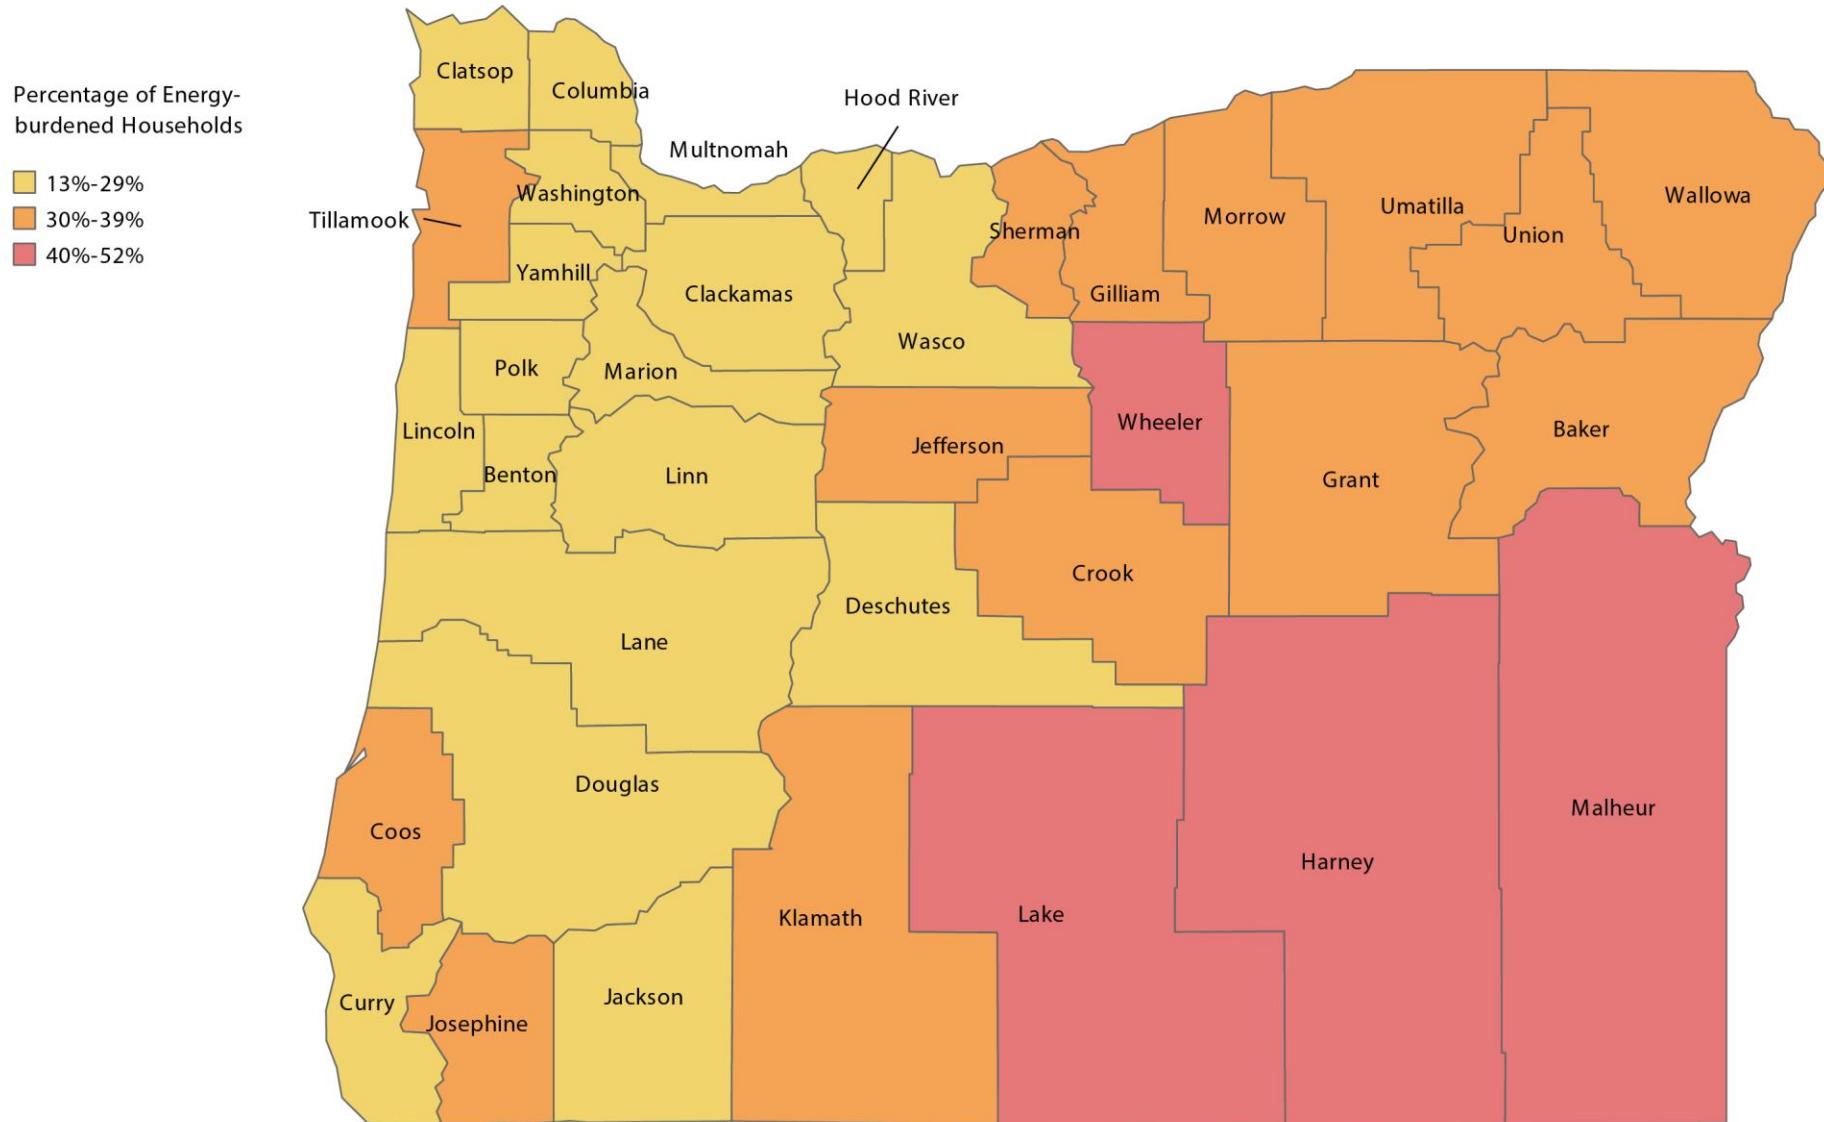 Percentage of Energy-
burdened Households
13%-29%
30%-39%
40%-52%
Clatsop
Columbia
Hood River
Multnomah
Washington
Tillamook
Sherman
Morrow
Umatilla
Union
Wallowa
Yamhill
Clackamas
Gilliam
Wasco
Polk
Marion
Lincoln
Jefferson
Wheeler
Baker
Benton
Linn
Grant
Crook
Deschutes
Lane
Douglas
Coos
Malheur
Harney
Klamath
Lake
Curry
Jackson
Josephine